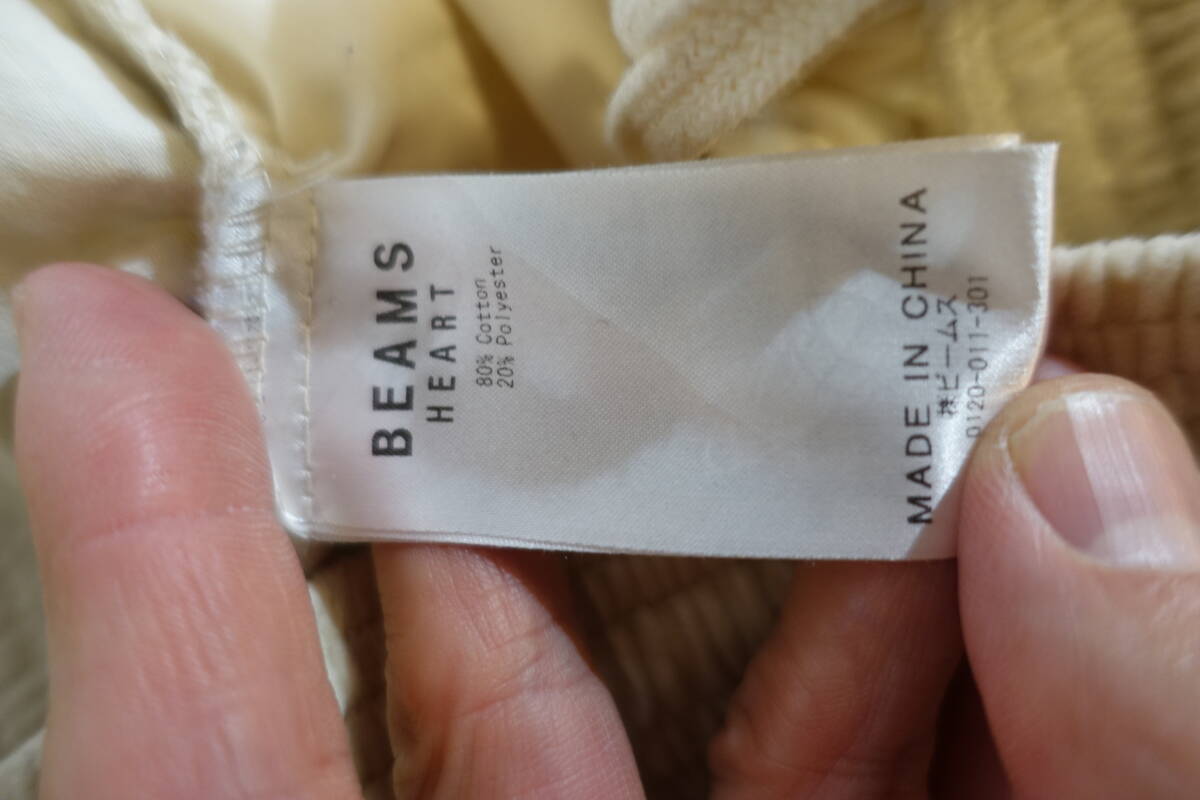 BEAMS
HEART
80% Cotton
20% Polyester
MADE IN CHINA
㈱ビームス
0120-011-301